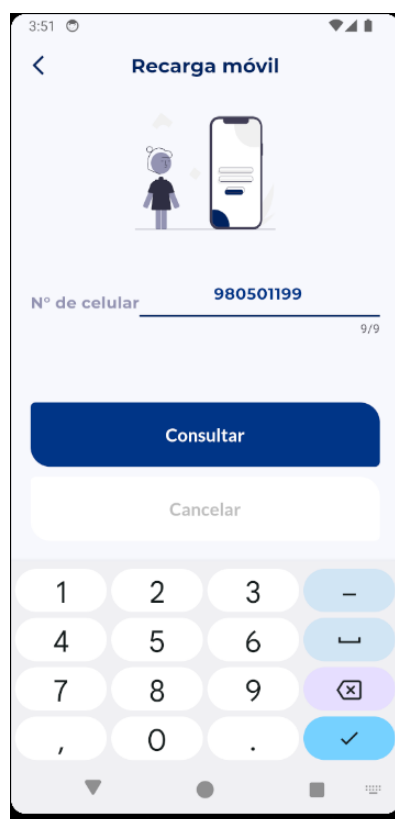 3:51
Recarga móvil
N° de celular 980501199
9/9
Consultar
Cancelar
1 2 3 –
4 5 6
7 8 9
, 0 .